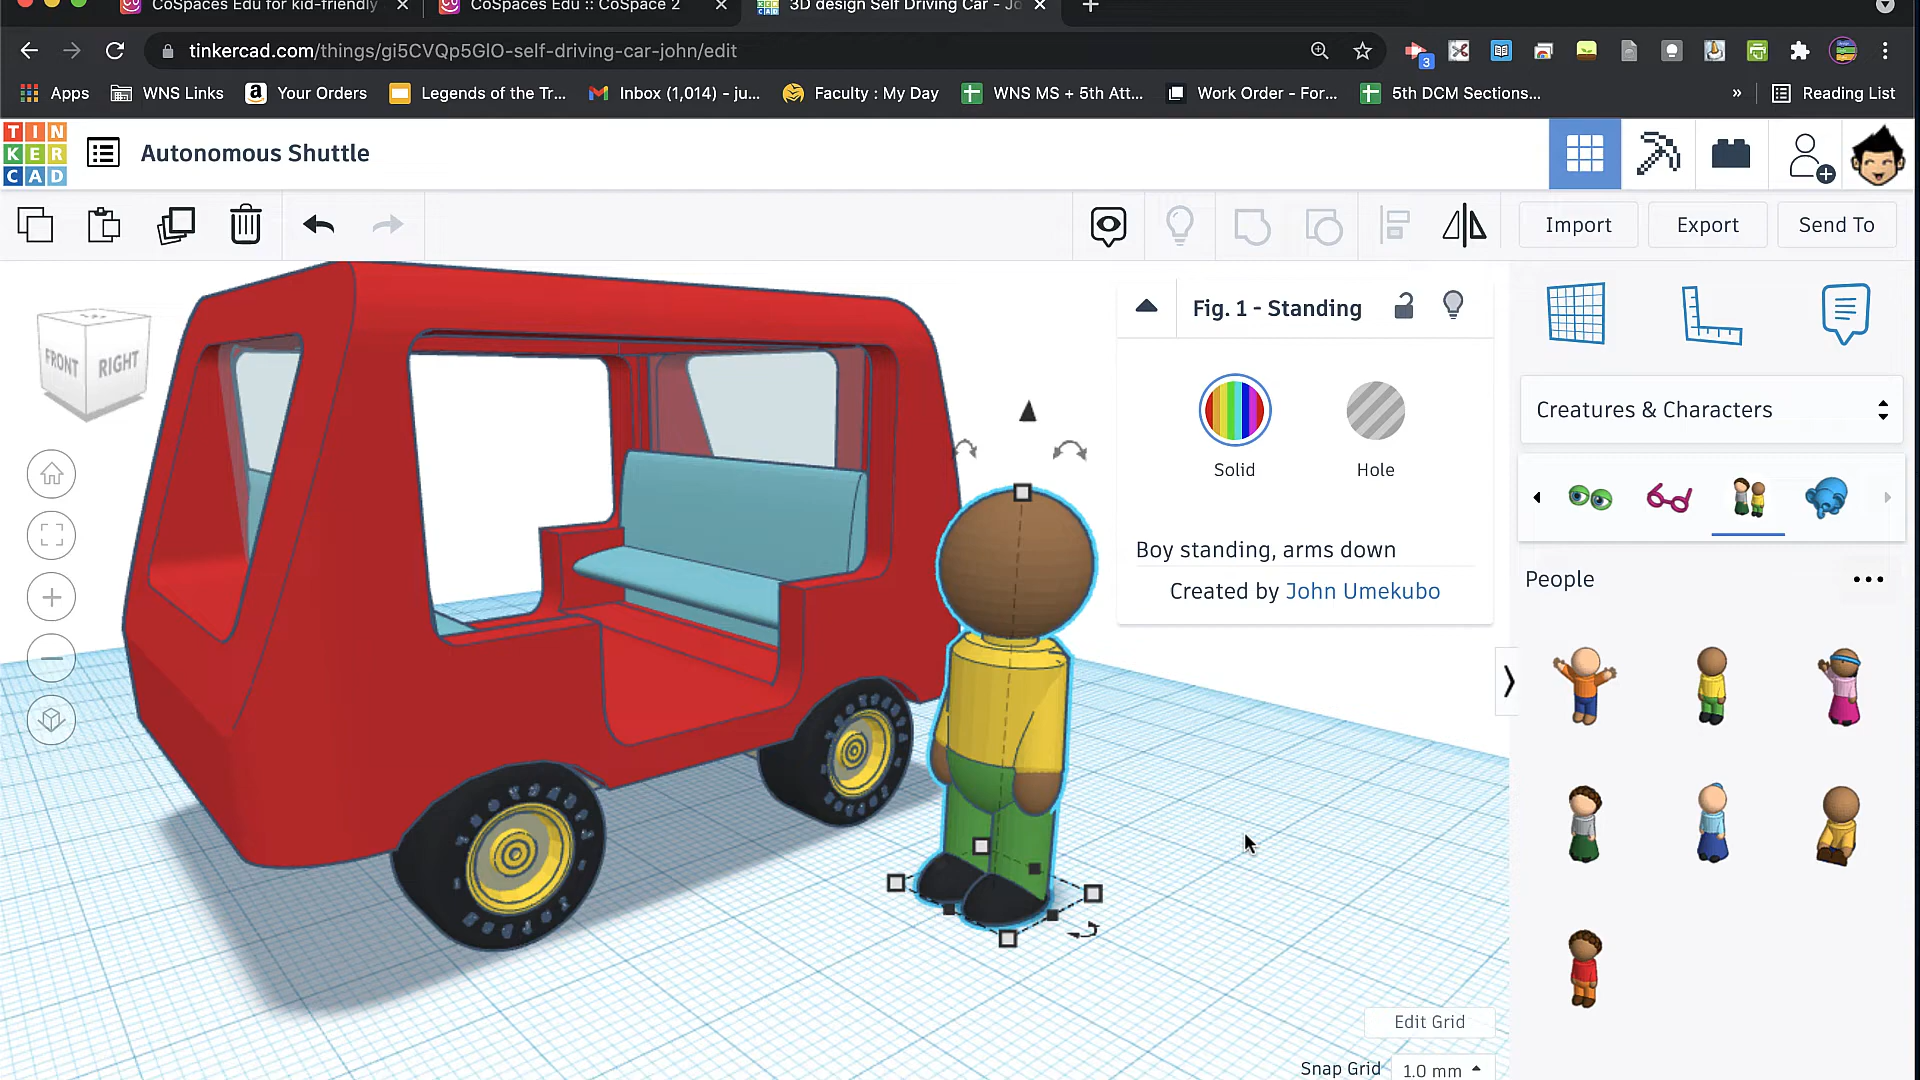 CoSpaces Edu for kid-friendly
CoSpaces Edu :: CoSpace 2
3D design Self Driving Car - Jo
tinkercad.com/things/gi5CVQp5GlO-self-driving-car-john/edit
3
Apps
WNS Links
Your Orders
Legends of the Tr...
Inbox (1,014) - ju...
Faculty : My Day
WNS MS + 5th Att...
Work Order - For...
5th DCM Sections...
»
Reading List
TIN
KER
CAD
Autonomous Shuttle
Import
Export
Send To
FRONT
RIGHT
Fig. 1 - Standing
Solid
Hole
Boy standing, arms down
Created by John Umekubo
Creatures & Characters
People
Edit Grid
Snap Grid
1.0 mm